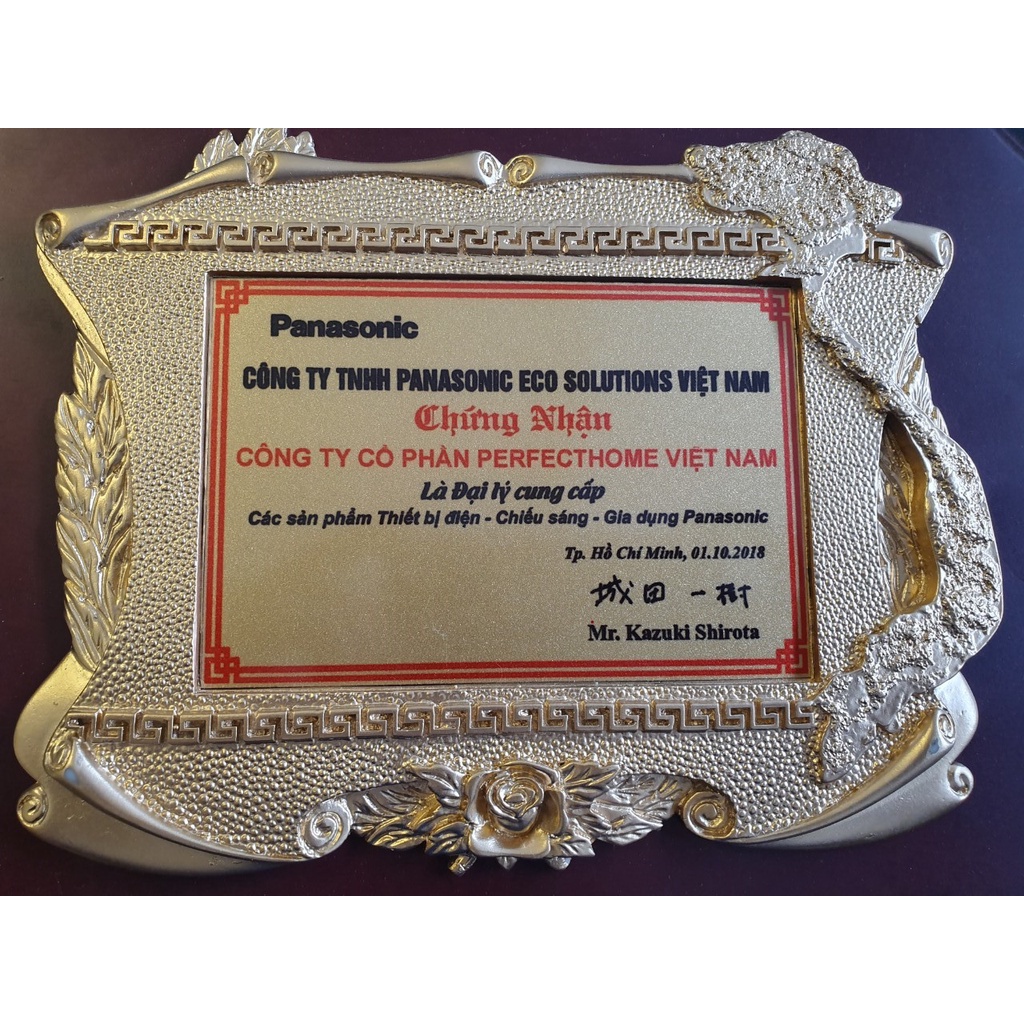 Panasonic
CÔNG TY TNHH PANASONIC ECO SOLUTIONS VIỆT NAM
Chứng Nhận
CÔNG TY CỔ PHẦN PERFECTHOME VIỆT NAM
Là Đại lý cung cấp
Các sản phẩm Thiết bị điện - Chiếu sáng - Gia dụng Panasonic
Tp. Hồ Chí Minh, 01.10.2018
城田 一樹
Mr. Kazuki Shirota